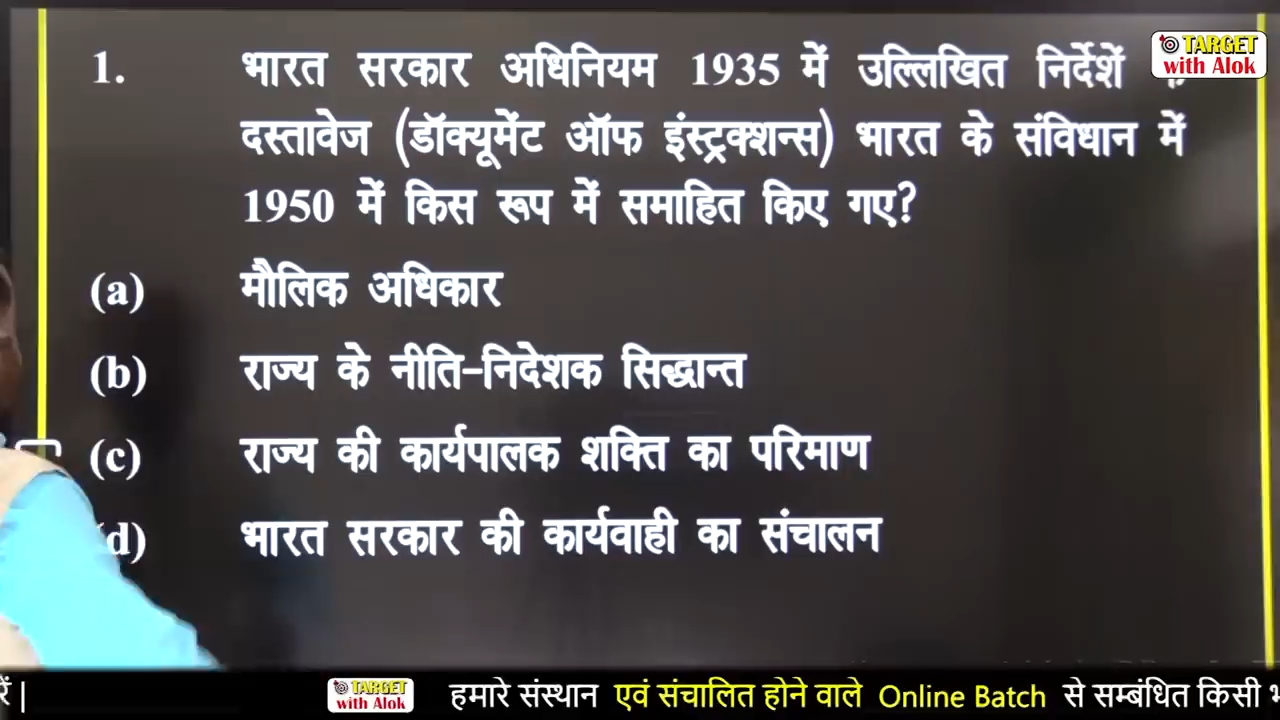 TARGET
with Alok
1. भारत सरकार अधिनियम 1935 में उल्लिखित निर्देशें
दस्तावेज (डॉक्यूमेंट ऑफ इंस्ट्रक्शन्स) भारत के संविधान में
1950 में किस रूप में समाहित किए गए?
(a) मौलिक अधिकार
(b) राज्य के नीति-निदेशक सिद्धान्त
(c) राज्य की कार्यपालक शक्ति का परिमाण
d) भारत सरकार की कार्यवाही का संचालन
रें | TARGET with Alok हमारे संस्थान एवं संचालित होने वाले Online Batch से सम्बंधित किसी